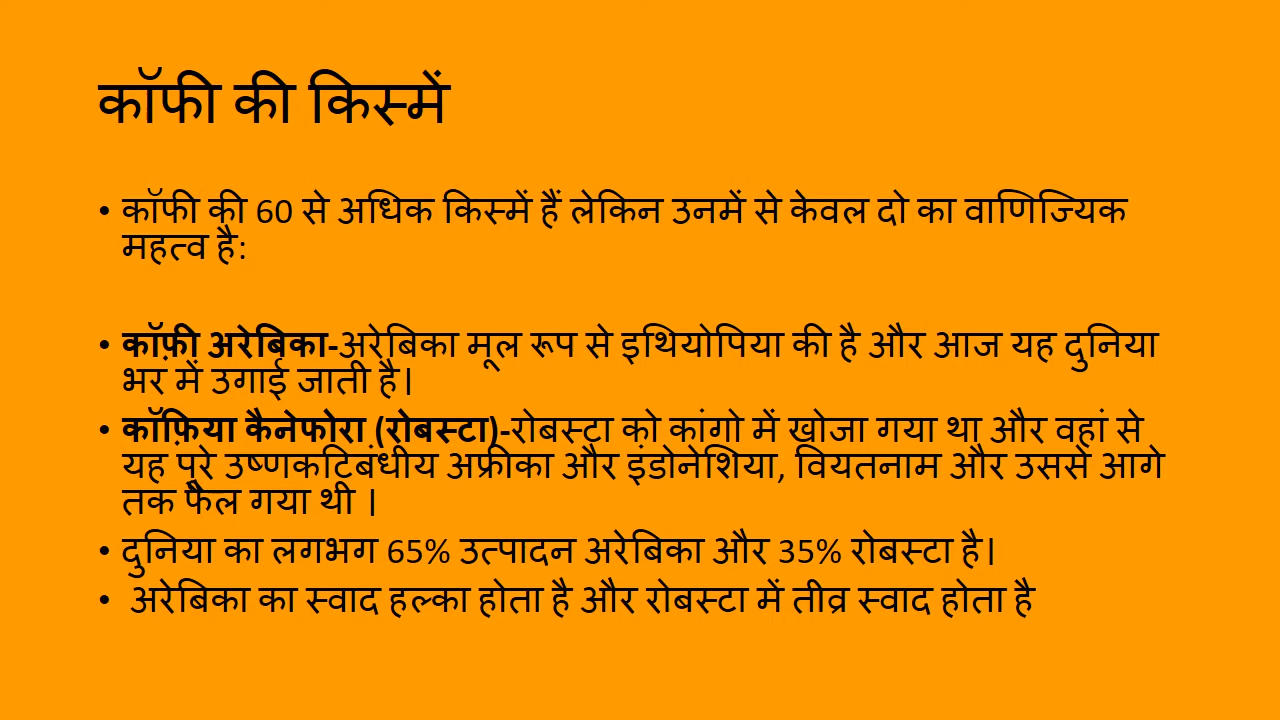 कॉफी की किस्में
• कॉफी की 60 से अधिक किस्में हैं लेकिन उनमें से केवल दो का वाणिज्यिक
महत्व है:
• कॉफ़ी अरेबिका-अरेबिका मूल रूप से इथियोपिया की है और आज यह दुनिया
भर में उगाई जाती है।
• कॉफ़िया कैनेफोरा (रोबस्टा)-रोबस्टा को कांगो में खोजा गया था और वहां से
यह पूरे उष्णकटिबंधीय अफ्रीका और इंडोनेशिया, वियतनाम और उससे आगे
तक फैल गया थी ।
• दुनिया का लगभग 65% उत्पादन अरेबिका और 35% रोबस्टा है।
• अरेबिका का स्वाद हल्का होता है और रोबस्टा में तीव्र स्वाद होता है